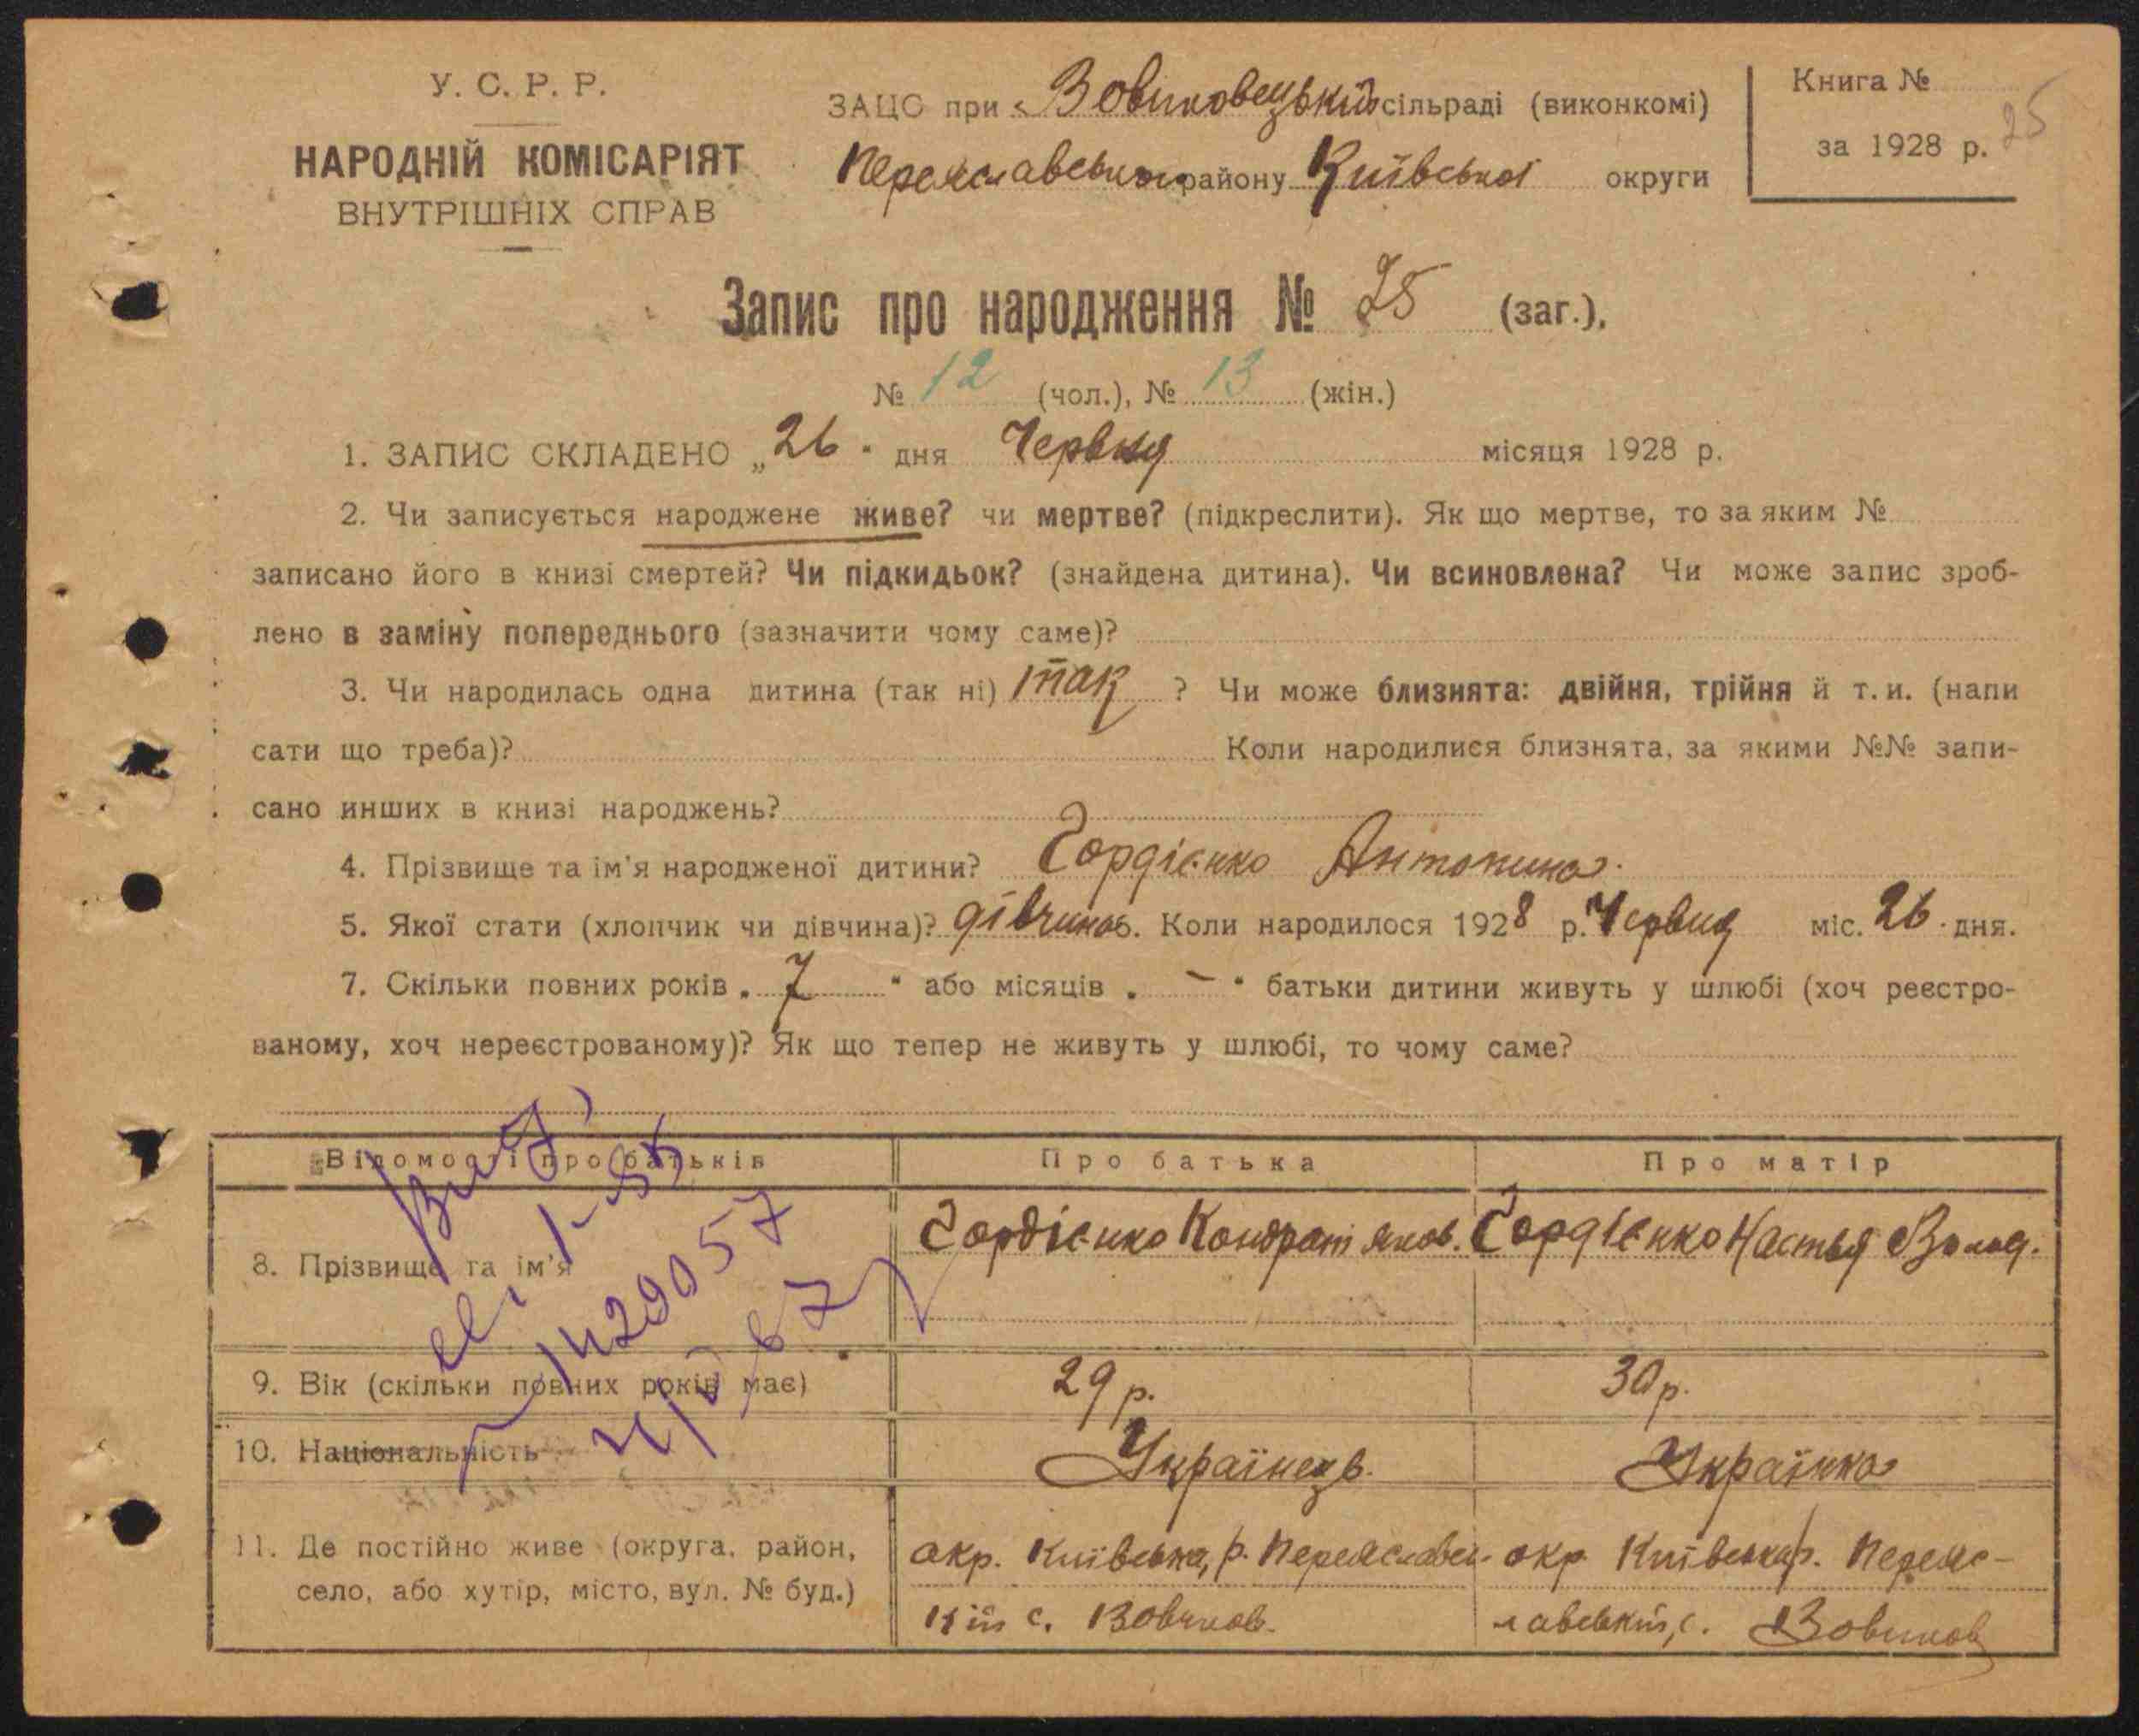 У. С. Р. Р.
НАРОДНІЙ КОМІСАРІЯТ
ВНУТРІШНІХ СПРАВ
ЗАЦС при Вовчковецькій сільраді (виконкомі)
Переяславського району Київської округи
Книга №
за 1928 р.
25
Запис про народження № 25 (заг.),
№ 12 (чол.), № 13 (жін.)
1. ЗАПИС СКЛАДЕНО „26" дня Червня місяця 1928 р.
2. Чи записується народжене живе? чи мертве? (підкреслити). Як що мертве, то за яким №
записано його в книзі смертей? Чи підкидьок? (знайдена дитина). Чи всиновлена? Чи може запис зроб-
лено в заміну попереднього (зазначити чому саме)?
3. Чи народилась одна дитина (так ні) так ? Чи може близнята: двійня, трійня й т. и. (напи
сати що треба)? Коли народилися близнята, за якими №№ запи-
сано инших в книзі народжень?
4. Прізвище та ім'я народженої дитини? Гордієнко Антонина.
5. Якої стати (хлопчик чи дівчина)? дівчина. Коли народилося 1928 р. Червня міс. 26 дня.
7. Скільки повних років „ 7 " або місяців „ – " батьки дитини живуть у шлюбі (хоч реєстро-
ваному, хоч нереєстрованому)? Як що тепер не живуть у шлюбі, то чому саме?
Відомості про батьків Про батька Про матір
8. Прізвище та ім'я Гордієнко Кондрат Яков. Гордієнко Настья Волод.
9. Вік (скільки повних років має) 29 р. 30 р.
10. Національність Українець. Українка
11. Де постійно живе (округа, район, окр. Київська, р. Переяславсь- окр Київська р. Переяс-
село, або хутір, місто, вул. № буд.) кий с. Вовчков. лавський, с. Вовчков